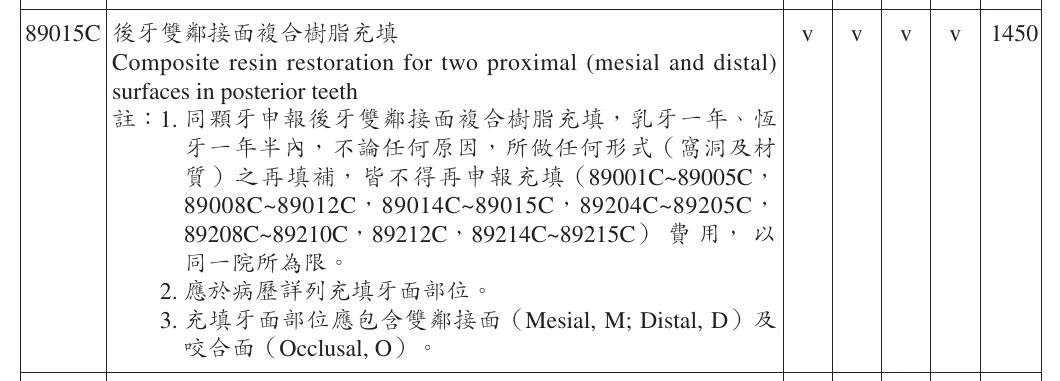 89015C 後牙雙鄰接面複合樹脂充填 v v v v 1450
Composite resin restoration for two proximal (mesial and distal)
surfaces in posterior teeth
註：1. 同顆牙申報後牙雙鄰接面複合樹脂充填，乳牙一年、恆
牙一年半內，不論任何原因，所做任何形式（窩洞及材
質）之再填補，皆不得再申報充填（89001C~89005C，
89008C~89012C，89014C~89015C，89204C~89205C，
89208C~89210C，89212C，89214C~89215C）費用，以
同一院所為限。
2. 應於病歷詳列充填牙面部位。
3. 充填牙面部位應包含雙鄰接面（Mesial, M; Distal, D）及
咬合面（Occlusal, O）。